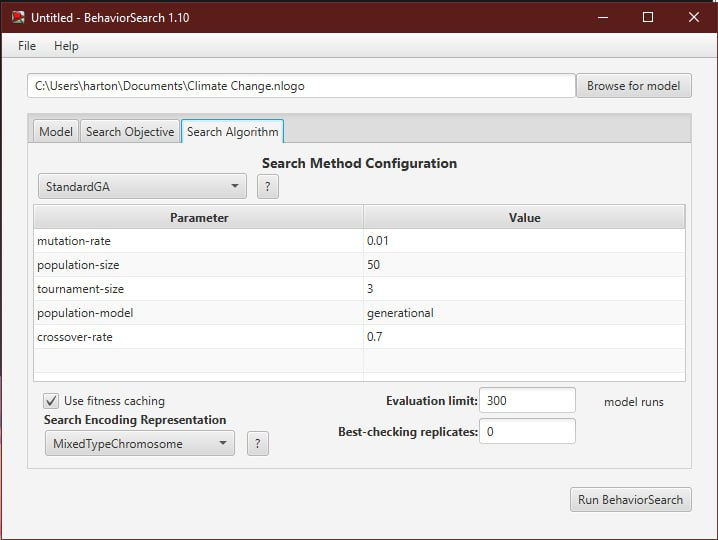 Untitled - BehaviorSearch 1.10
File Help
C:\Users\harton\Documents\Climate Change.nlogo Browse for model
Model Search Objective Search Algorithm
Search Method Configuration
StandardGA ?
Parameter Value
mutation-rate 0.01
population-size 50
tournament-size 3
population-model generational
crossover-rate 0.7
Use fitness caching Evaluation limit: 300 model runs
Search Encoding Representation
Best-checking replicates: 0
MixedTypeChromosome ?
Run BehaviorSearch